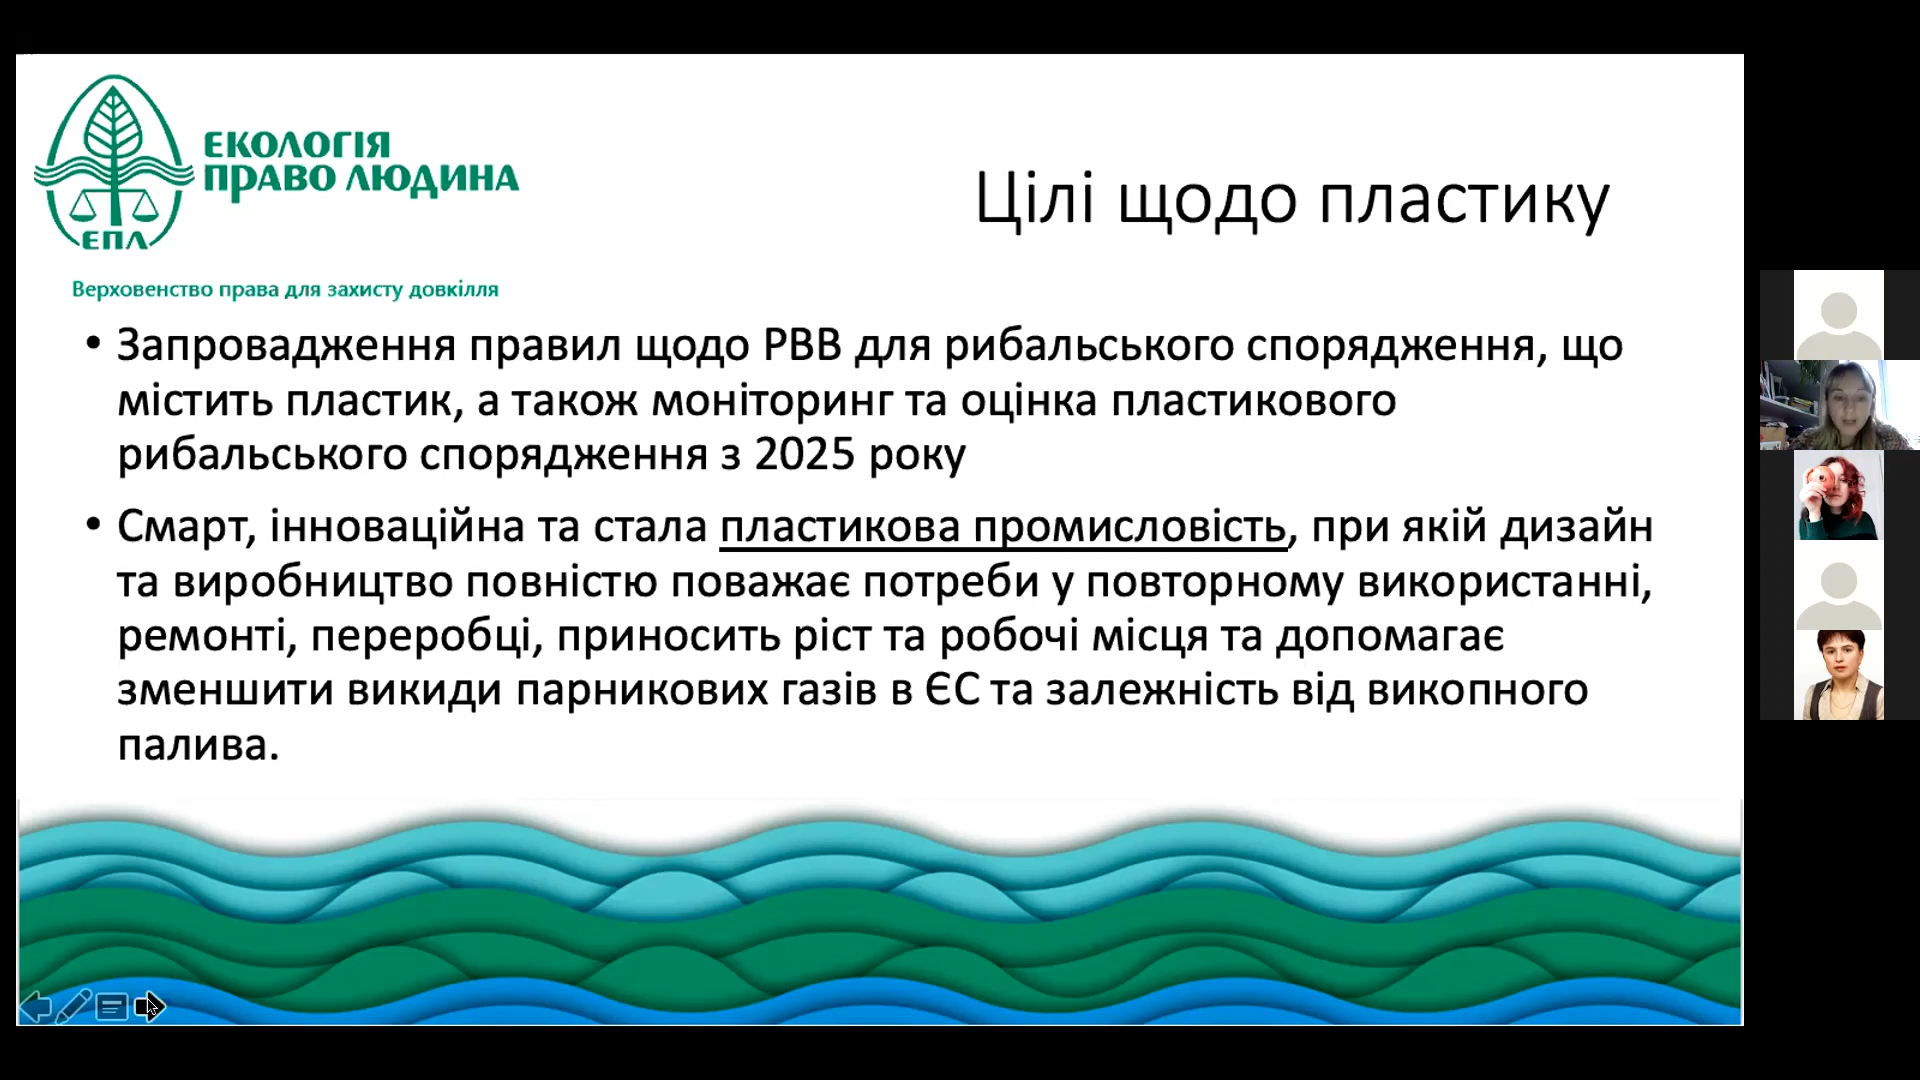 ЕКОЛОГІЯ
ПРАВО ЛЮДИНА
ЕПЛ
Верховенство права для захисту довкілля
Цілі щодо пластику
• Запровадження правил щодо РВВ для рибальського спорядження, що
містить пластик, а також моніторинг та оцінка пластикового
рибальського спорядження з 2025 року
• Смарт, інноваційна та стала пластикова промисловість, при якій дизайн
та виробництво повністю поважає потреби у повторному використанні,
ремонті, переробці, приносить ріст та робочі місця та допомагає
зменшити викиди парникових газів в ЄС та залежність від викопного
палива.